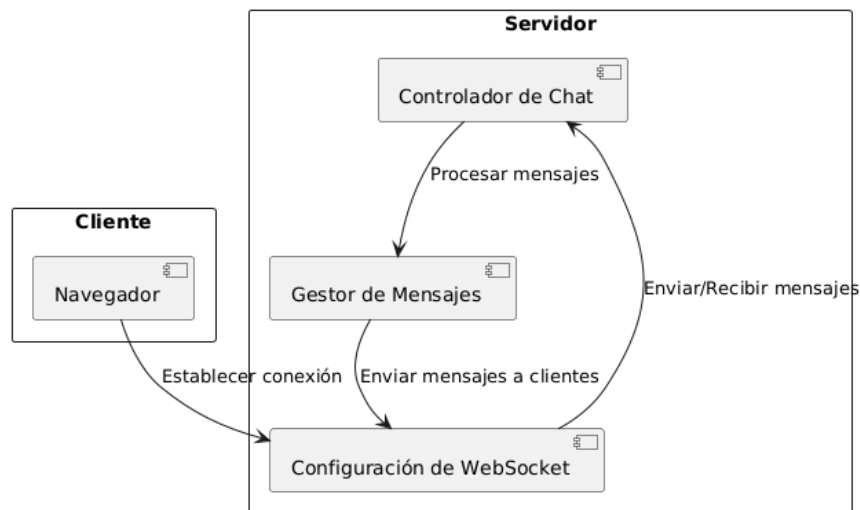 Servidor
Controlador de Chat
Procesar mensajes
Cliente
Navegador
Gestor de Mensajes
Enviar/Recibir mensajes
Establecer conexión
Enviar mensajes a clientes
Configuración de WebSocket